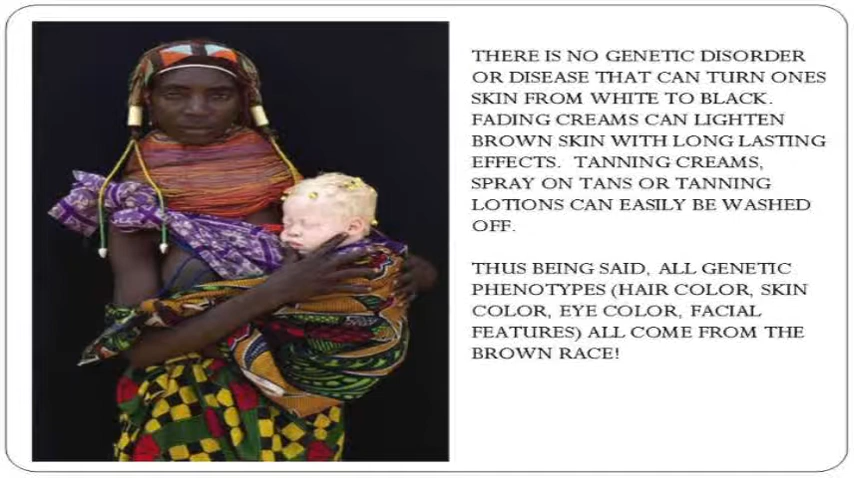 THERE IS NO GENETIC DISORDER
OR DISEASE THAT CAN TURN ONES
SKIN FROM WHITE TO BLACK.
FADING CREAMS CAN LIGHTEN
BROWN SKIN WITH LONG LASTING
EFFECTS. TANNING CREAMS,
SPRAY ON TANS OR TANNING
LOTIONS CAN EASILY BE WASHED
OFF.
THUS BEING SAID, ALL GENETIC
PHENOTYPES (HAIR COLOR, SKIN
COLOR, EYE COLOR, FACIAL
FEATURES) ALL COME FROM THE
BROWN RACE!